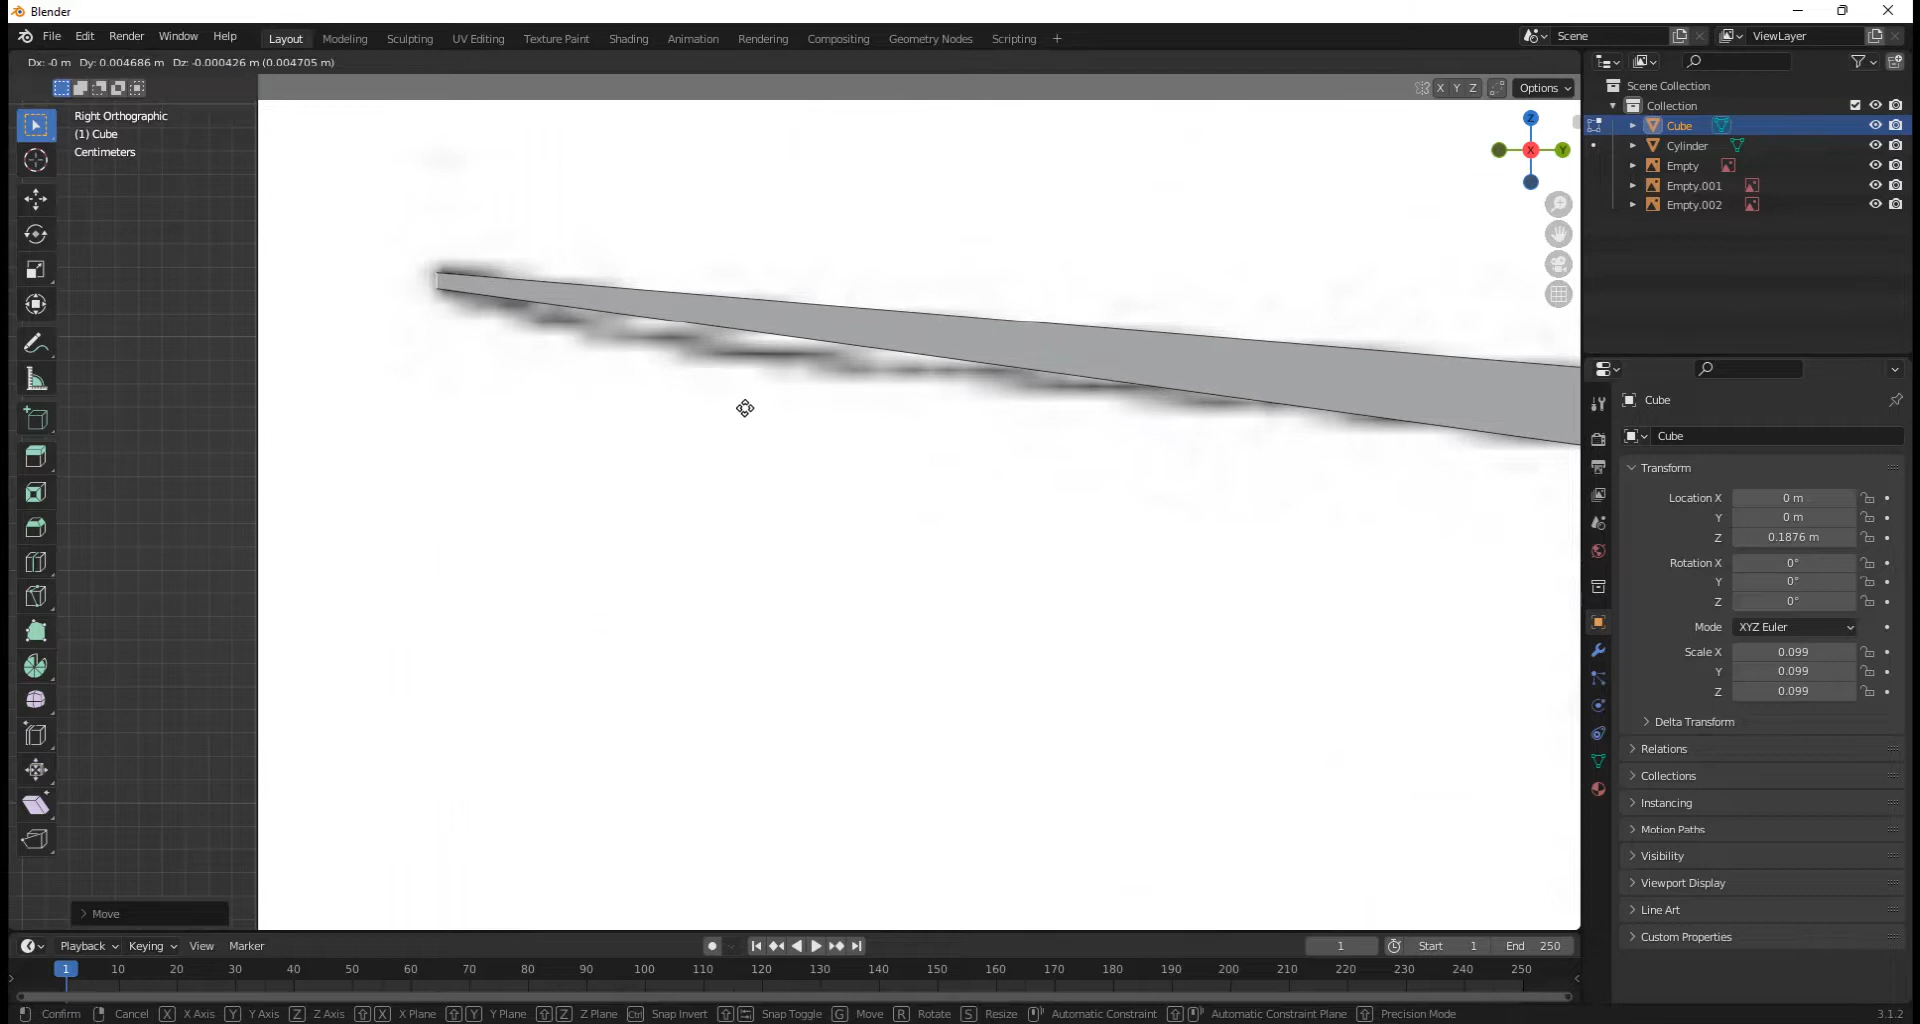 Blender
File Edit Render Window Help Layout Modeling Sculpting UV Editing Texture Paint Shading Animation Rendering Compositing Geometry Nodes Scripting + Scene ViewLayer
Dx: -0 m Dy: 0.004686 m Dz: -0.000426 m (0.004705 m)
X Y Z Options
Right Orthographic
(1) Cube
Centimeters
Z
X
Y
Scene Collection
Collection
Cube
Cylinder
Empty
Empty.001
Empty.002
Cube
Cube
Transform
Location X 0 m
Y 0 m
Z 0.1876 m
Rotation X 0°
Y 0°
Z 0°
Mode XYZ Euler
Scale X 0.099
Y 0.099
Z 0.099
Delta Transform
Relations
Collections
Instancing
Motion Paths
Visibility
Viewport Display
Line Art
Custom Properties
Move
Playback Keying View Marker 1 Start 1 End 250
1 10 20 30 40 50 60 70 80 90 100 110 120 130 140 150 160 170 180 190 200 210 220 230 240 250
Confirm Cancel X X Axis Y Y Axis Z Z Axis X X Plane Y Y Plane Z Z Plane Ctrl Snap Invert Snap Toggle G Move R Rotate S Resize Automatic Constraint Automatic Constraint Plane Precision Mode 3.1.2